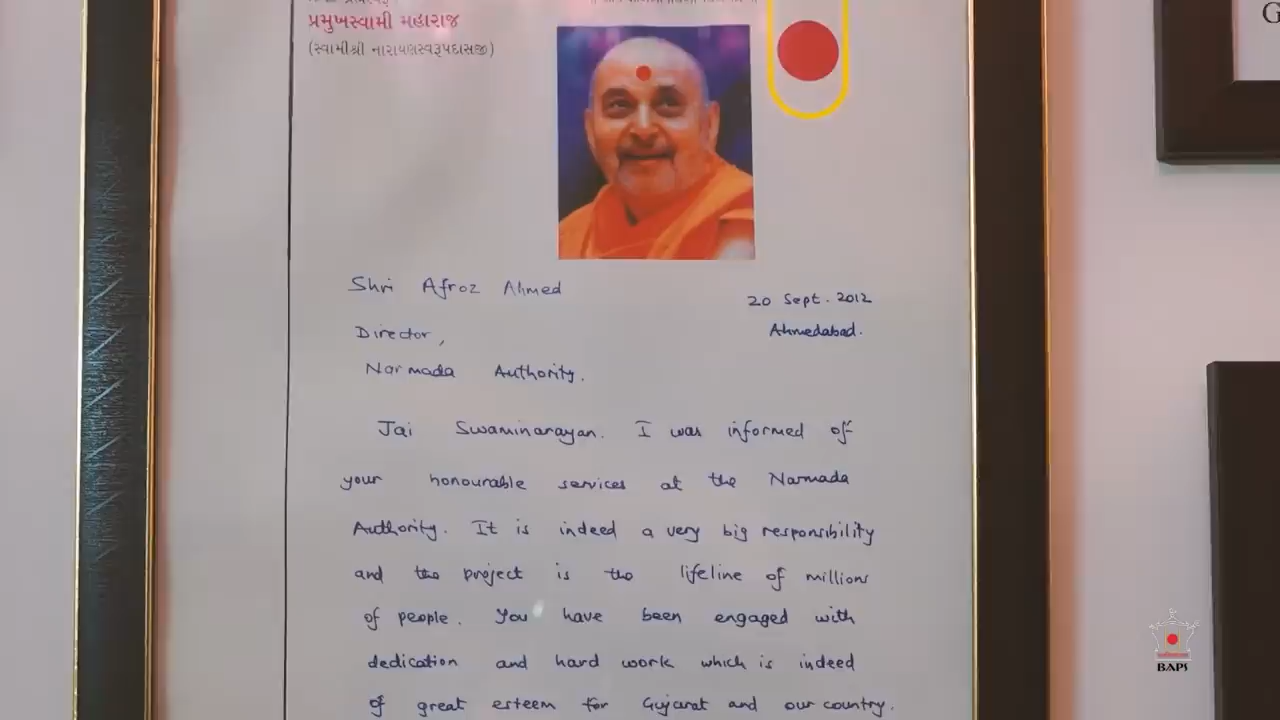 પ્રમુખસ્વામી મહારાજ
(સ્વામીશ્રી નારાયણસ્વરૂપદાસજી)
Shri Afroz Ahmed
20 Sept. 2012
Director,
Ahmedabad.
Narmada Authority.
Jai Swaminarayan. I was informed of
your honourable services at the Narmada
Authority. It is indeed a very big responsibility
and the project is the lifeline of millions
of people. You have been engaged with
dedication and hard work which is indeed
of great esteem for Gujarat and our country.
G
BAPS